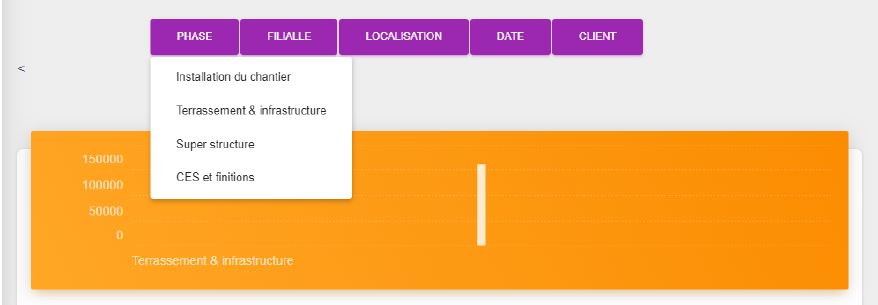 PHASE FILIALLE LOCALISATION DATE CLIENT
<
Installation du chantier
Terrassement & infrastructure
Super structure
CES et finitions
150000
100000
50000
0
Terrassement & infrastructure